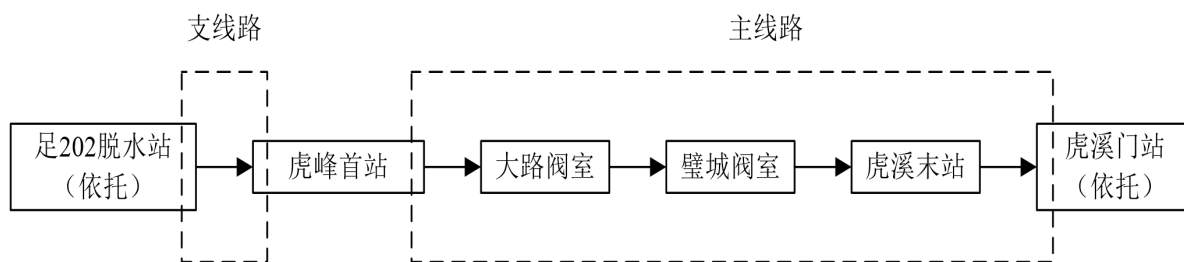 支线路
主线路
足202脱水站
（依托）
虎峰首站
大路阀室
璧城阀室
虎溪末站
虎溪门站
（依托）